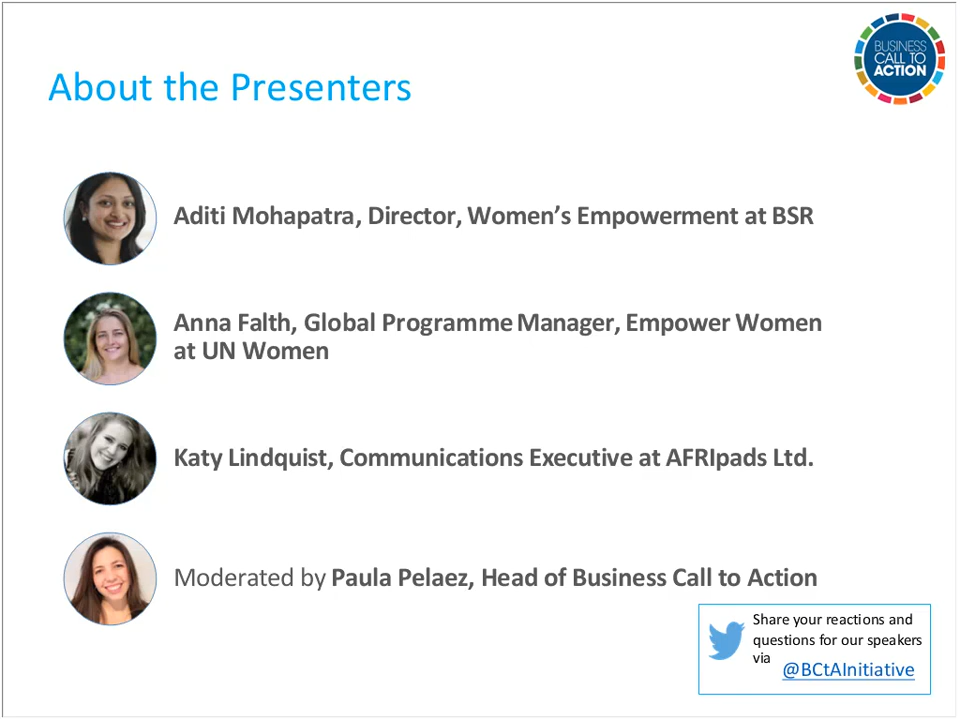 BUSINESS
CALL TO
ACTION
About the Presenters
Aditi Mohapatra, Director, Women's Empowerment at BSR
Anna Falth, Global Programme Manager, Empower Women
at UN Women
Katy Lindquist, Communications Executive at AFRIpads Ltd.
Moderated by Paula Pelaez, Head of Business Call to Action
Share your reactions and
questions for our speakers
via @BCtAInitiative